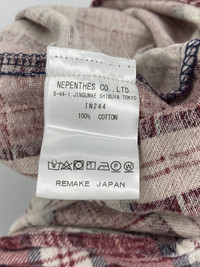 NEPENTHES CO., LTD.
5-44-1, JINGUMAE SHIBUYA TOKYO
IN244
100% COTTON
REMAKE JAPAN